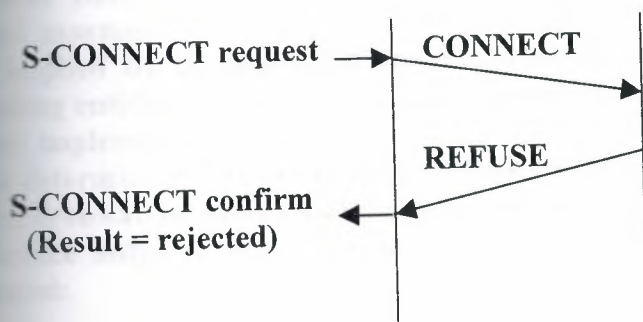 S-CONNECT request
CONNECT
REFUSE
S-CONNECT confirm
(Result = rejected)